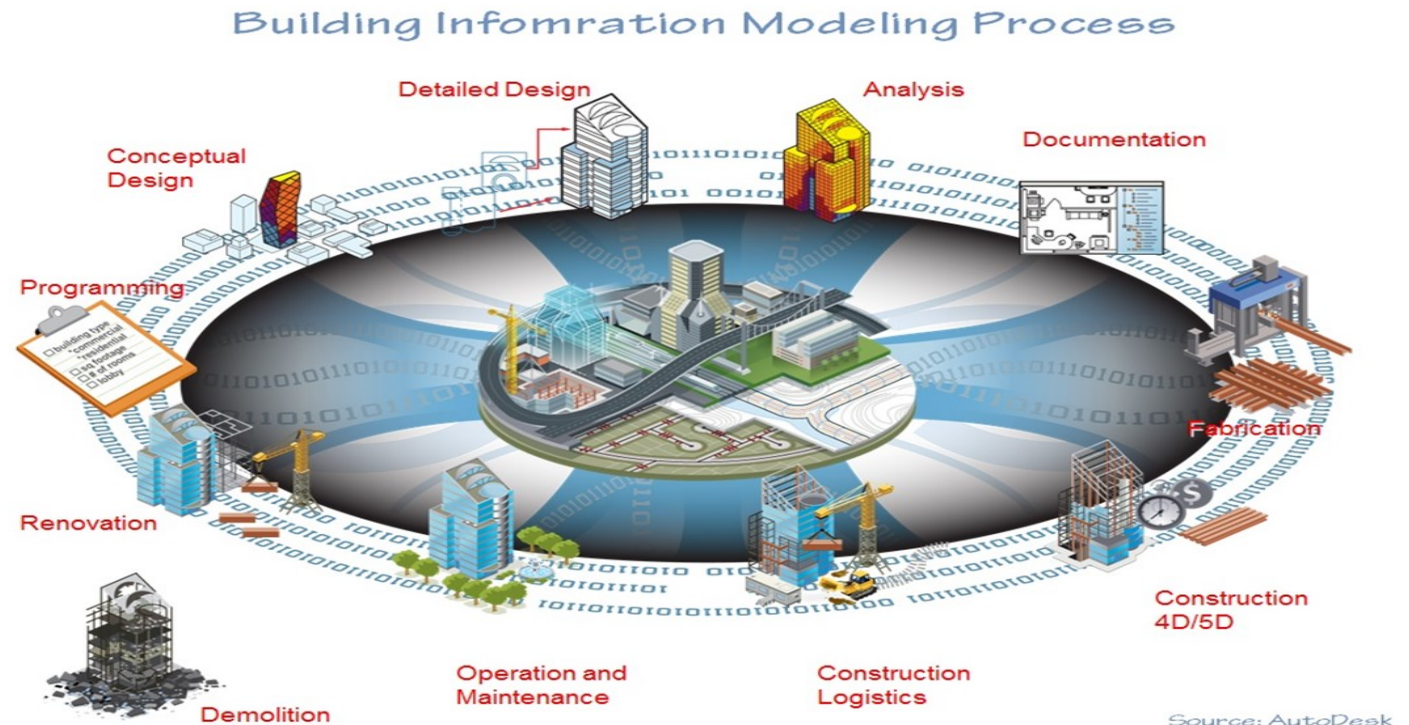 Building Infomration Modeling Process
Detailed Design
Analysis
Documentation
Conceptual
Design
Programming
building type
*commercial
*residential
sq footage
# of rooms
lobby
Fabrication
Renovation
Construction
4D/5D
Operation and
Maintenance
Construction
Logistics
Demolition
Source: AutoDesk